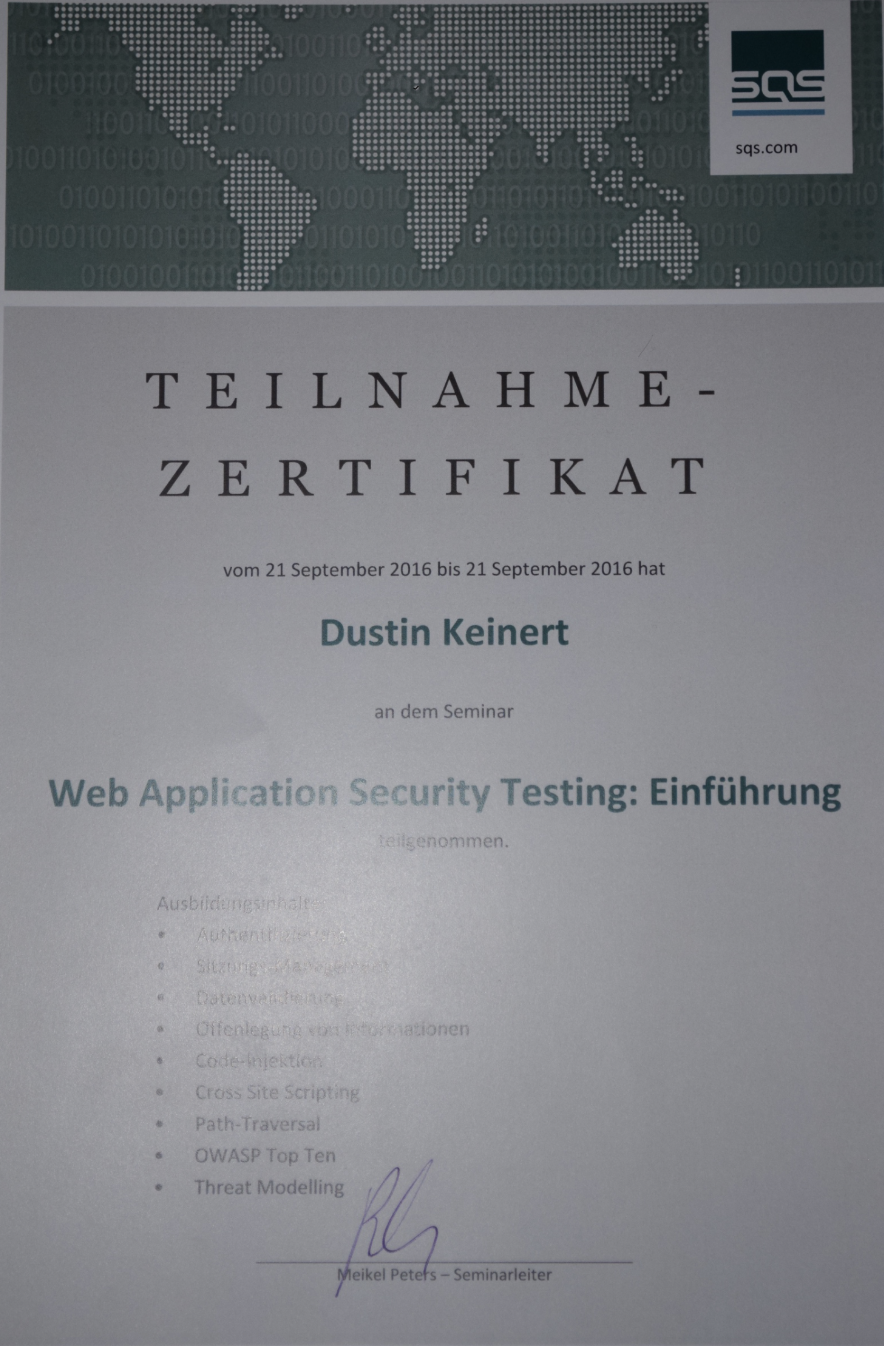 SQS
sqs.com
TEILNAHME-
ZERTIFIKAT
vom 21 September 2016 bis 21 September 2016 hat
Dustin Keinert
an dem Seminar
Web Application Security Testing: Einführung
teilgenommen.
Ausbildungsinhalte
• Sitzungs-Management
• Offenlegung von Informationen
• Code-Injektion
• Cross Site Scripting
• Path-Traversal
• OWASP Top Ten
• Threat Modelling
Meikel Peters – Seminarleiter